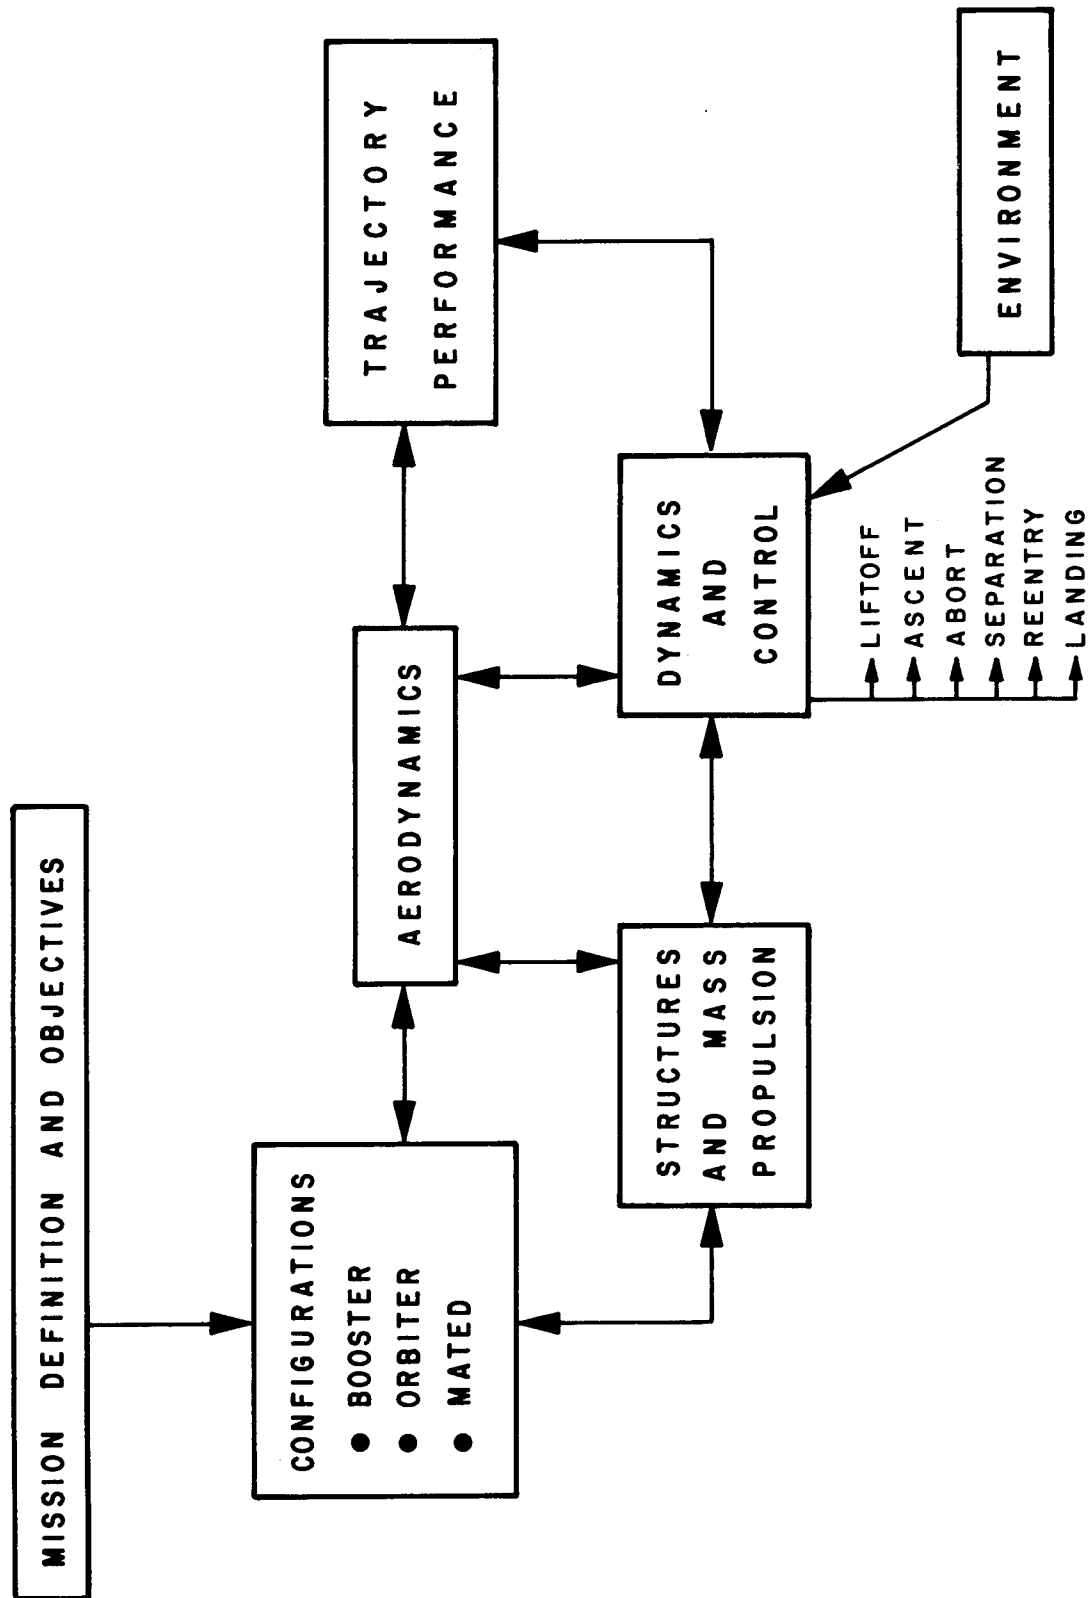 MISSION DEFINITION AND OBJECTIVES
CONFIGURATIONS
● BOOSTER
● ORBITER
● MATED
AERODYNAMICS
TRAJECTORY
PERFORMANCE
STRUCTURES
AND MASS
PROPULSION
DYNAMICS
AND
CONTROL
LIFTOFF
ASCENT
ABORT
SEPARATION
REENTRY
LANDING
ENVIRONMENT